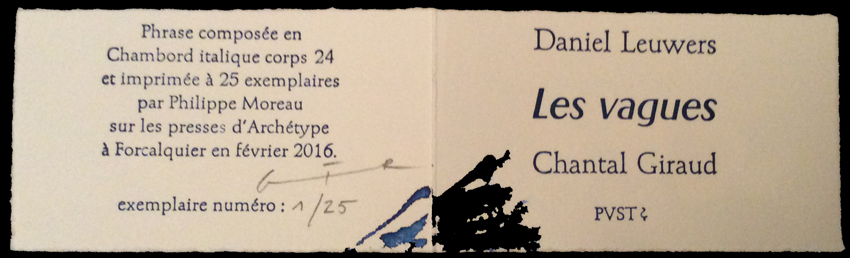 Phrase composée en
Chambord italique corps 24
et imprimée à 25 exemplaires
par Philippe Moreau
sur les presses d'Archétype
à Forcalquier en février 2016.
exemplaire numéro : 1/25
Daniel Leuwers
Les vagues
Chantal Giraud